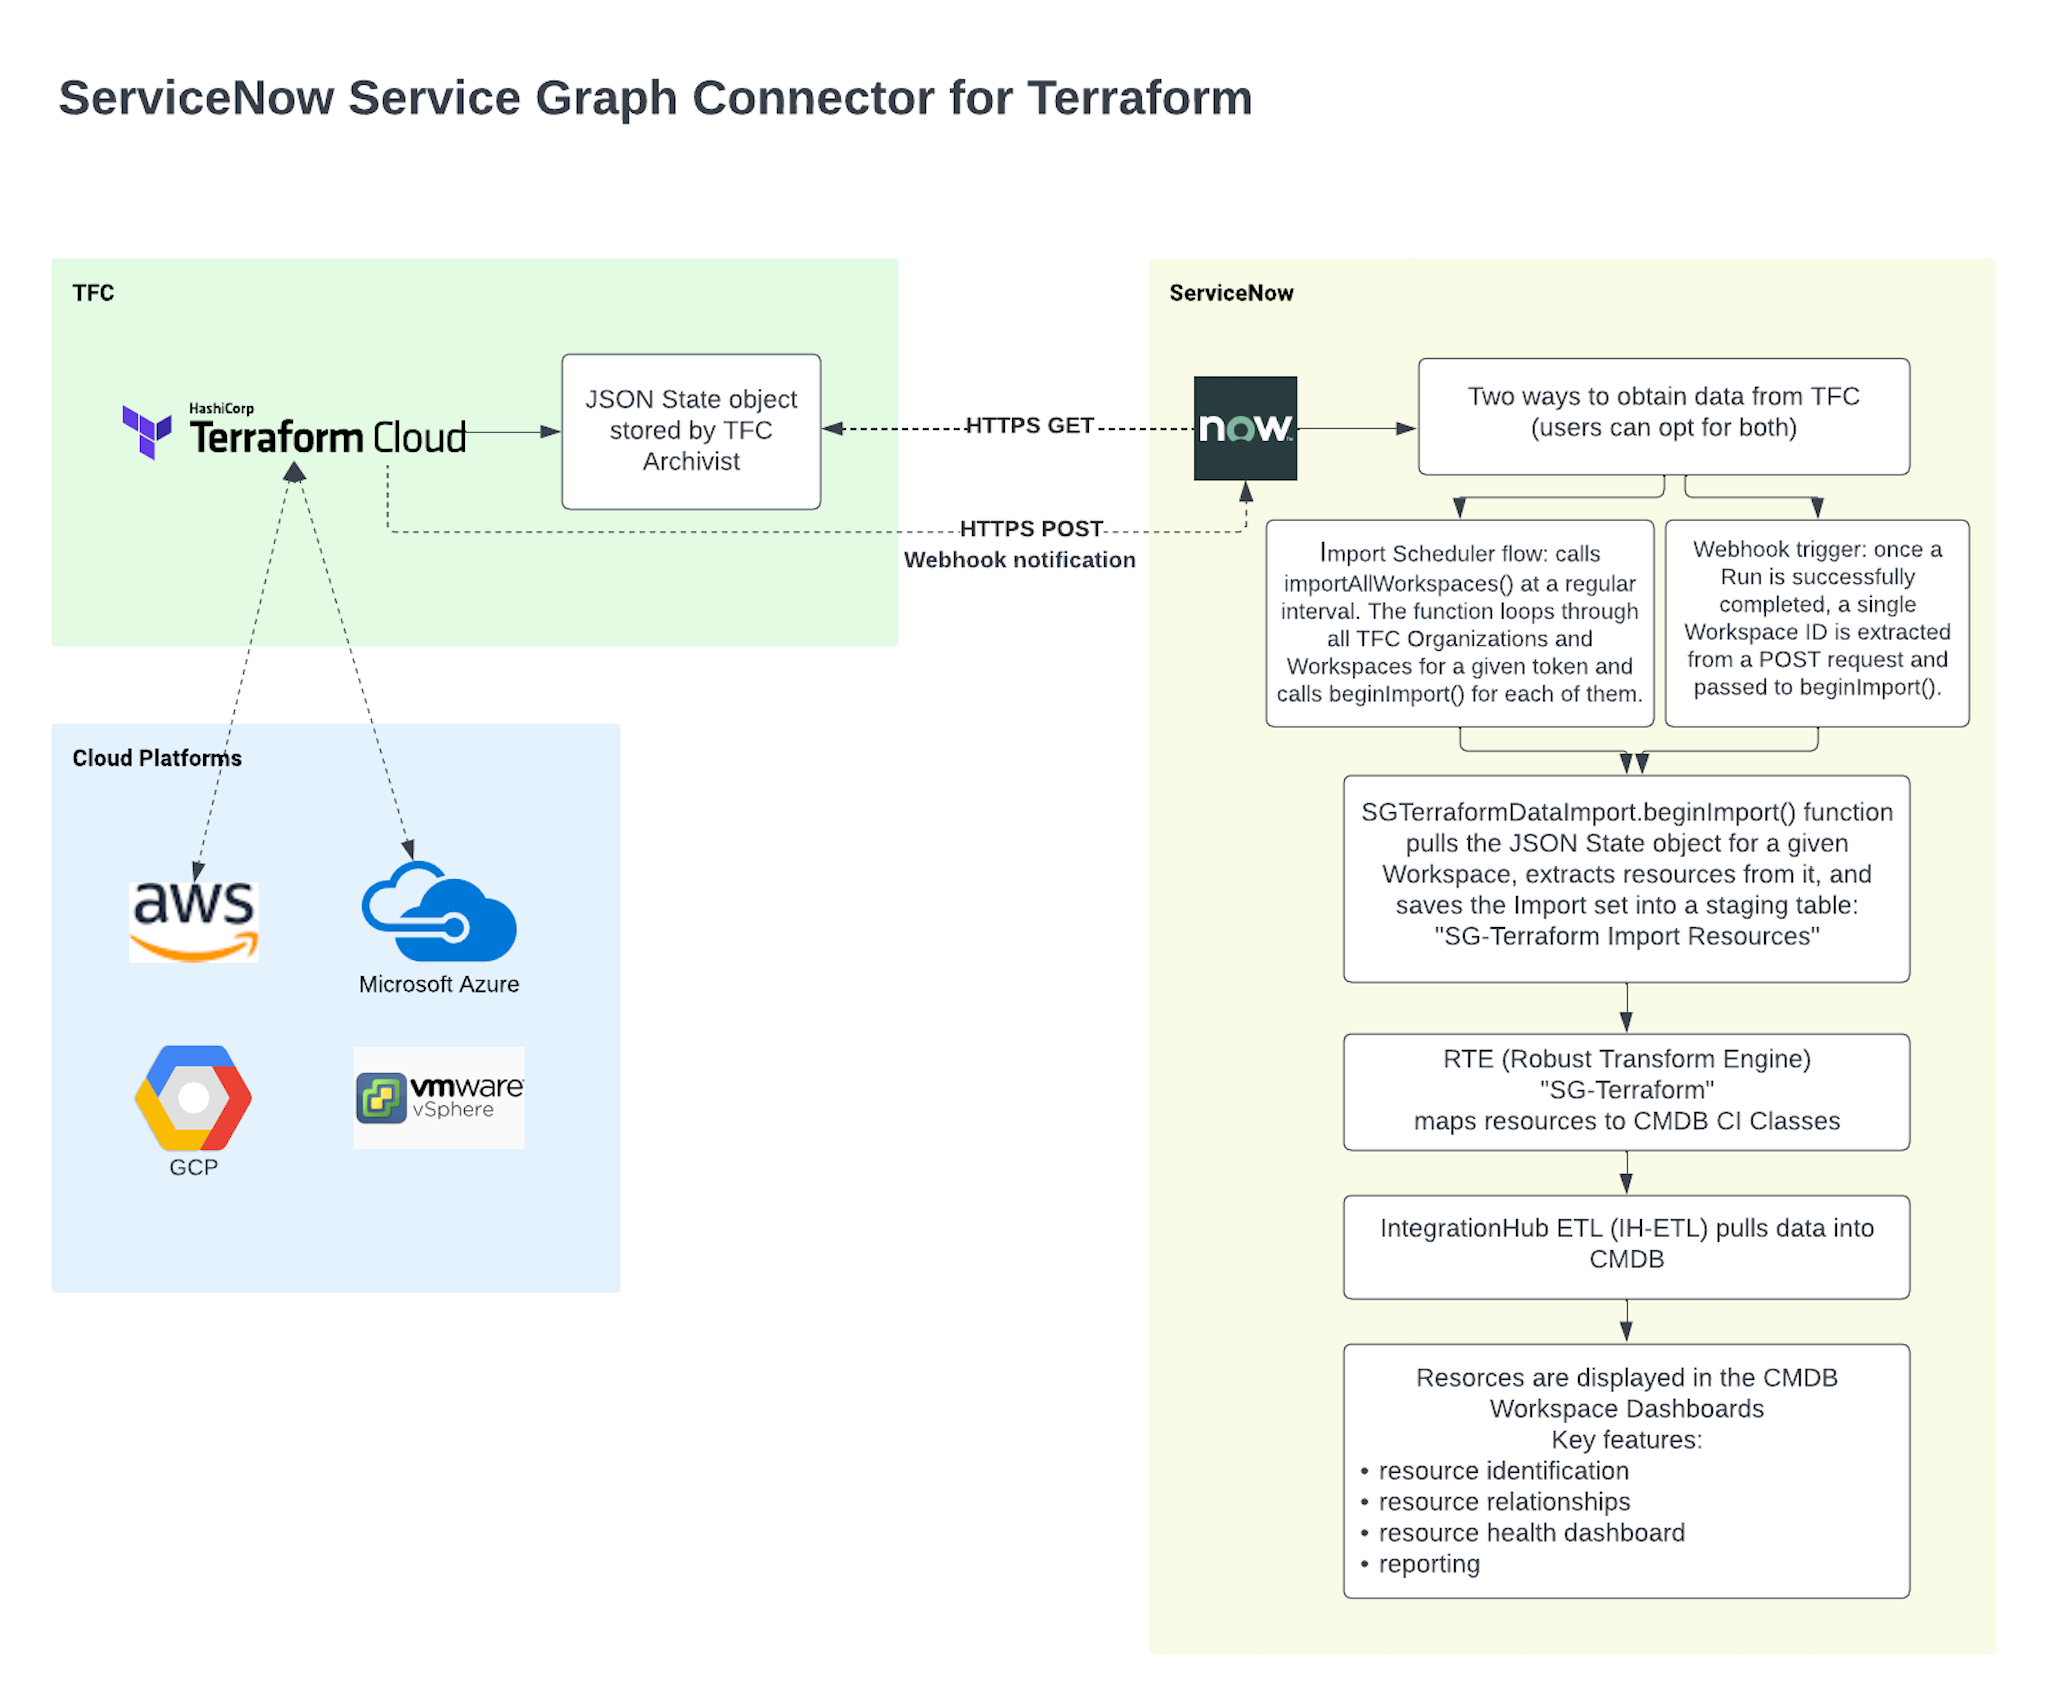 ServiceNow Service Graph Connector for Terraform
TFC
HashiCorp
Terraform Cloud
JSON State object
stored by TFC
Archivist
HTTPS GET
HTTPS POST
Webhook notification
Cloud Platforms
aws
Microsoft Azure
GCP
vmware
vSphere
ServiceNow
now
Two ways to obtain data from TFC
(users can opt for both)
Import Scheduler flow: calls
importAllWorkspaces() at a regular
interval. The function loops through
all TFC Organizations and
Workspaces for a given token and
calls beginImport() for each of them.
Webhook trigger: once a
Run is successfully
completed, a single
Workspace ID is extracted
from a POST request and
passed to beginImport().
SGTerraformDataImport.beginImport() function
pulls the JSON State object for a given
Workspace, extracts resources from it, and
saves the Import set into a staging table:
"SG-Terraform Import Resources"
RTE (Robust Transform Engine)
"SG-Terraform"
maps resources to CMDB CI Classes
IntegrationHub ETL (IH-ETL) pulls data into
CMDB
Resorces are displayed in the CMDB
Workspace Dashboards
Key features:
• resource identification
• resource relationships
• resource health dashboard
• reporting